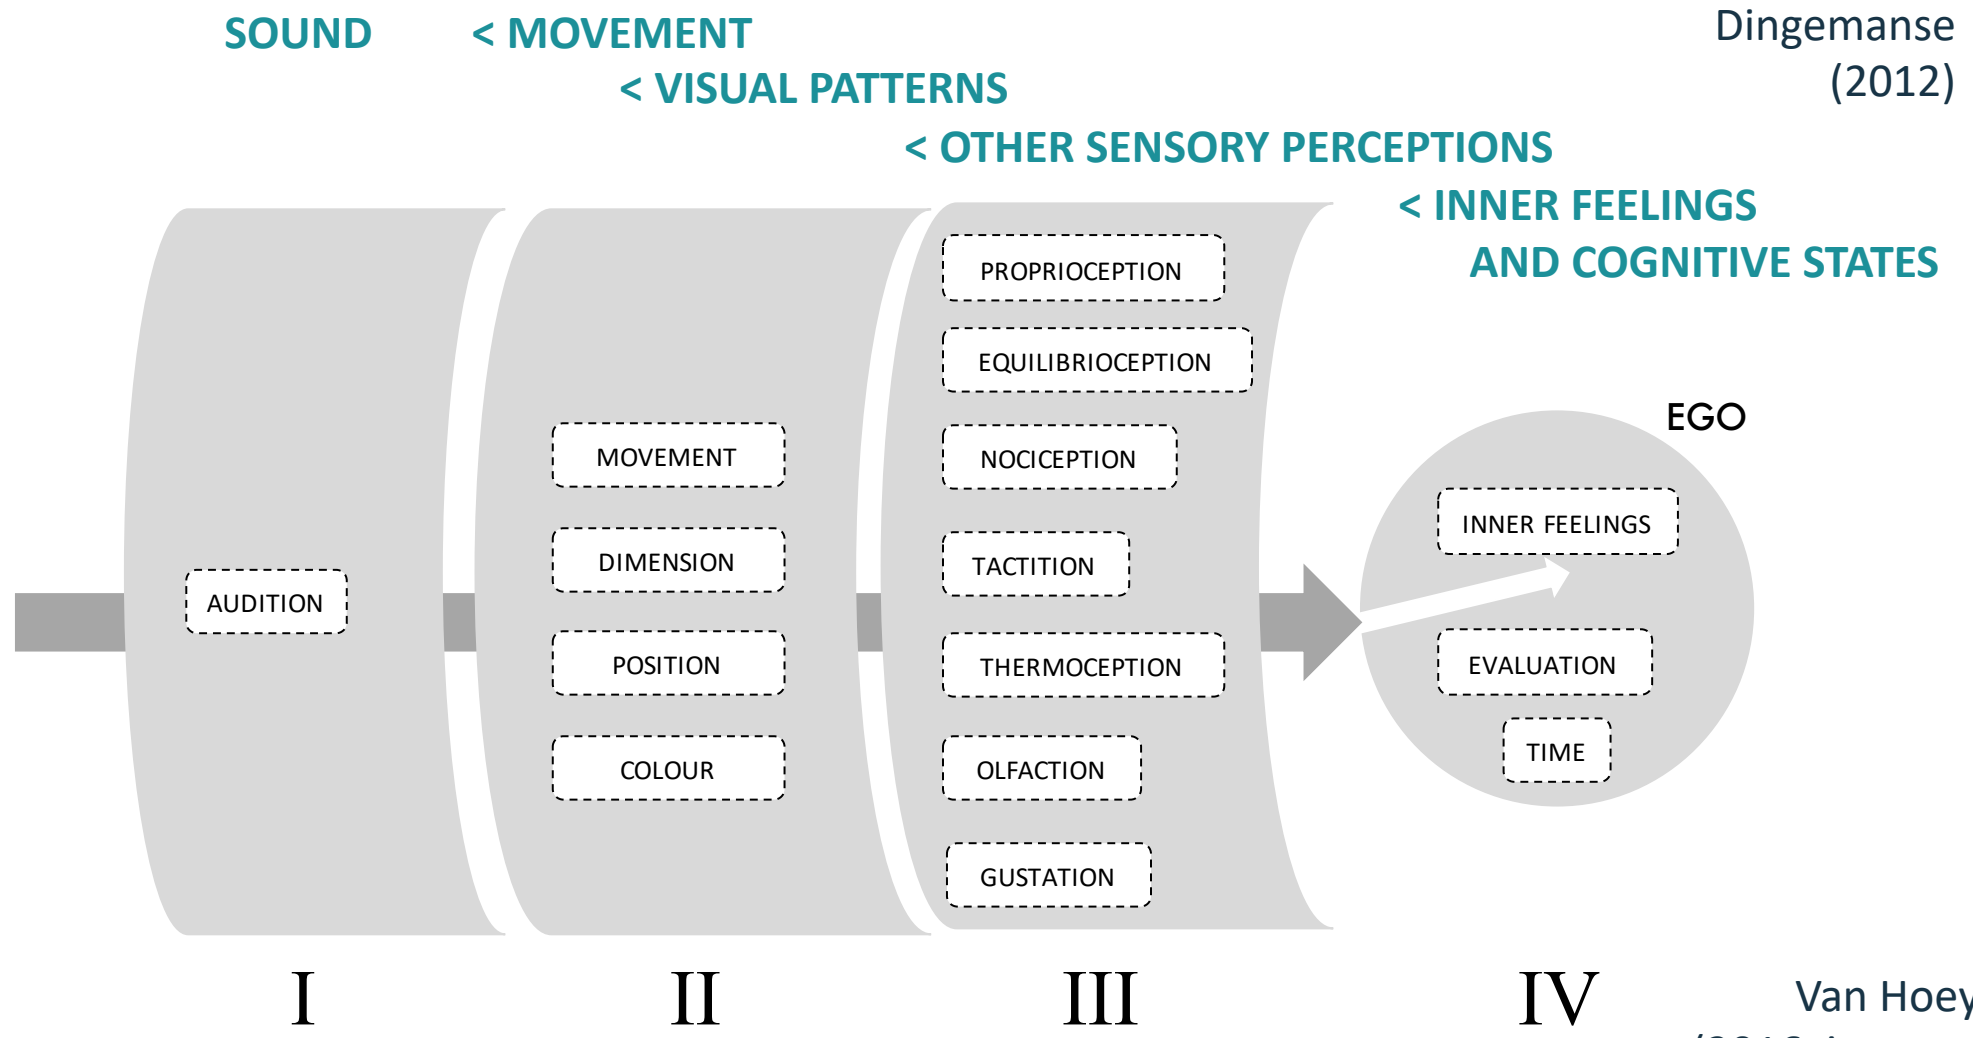 SOUND < MOVEMENT
< VISUAL PATTERNS
< OTHER SENSORY PERCEPTIONS
< INNER FEELINGS
AND COGNITIVE STATES
Dingemanse
(2012)
AUDITION
MOVEMENT
DIMENSION
POSITION
COLOUR
PROPRIOCEPTION
EQUILIBRIOCEPTION
NOCICEPTION
TACTITION
THERMOCEPTION
OLFACTION
GUSTATION
EGO
INNER FEELINGS
EVALUATION
TIME
I II III IV
Van Hoey